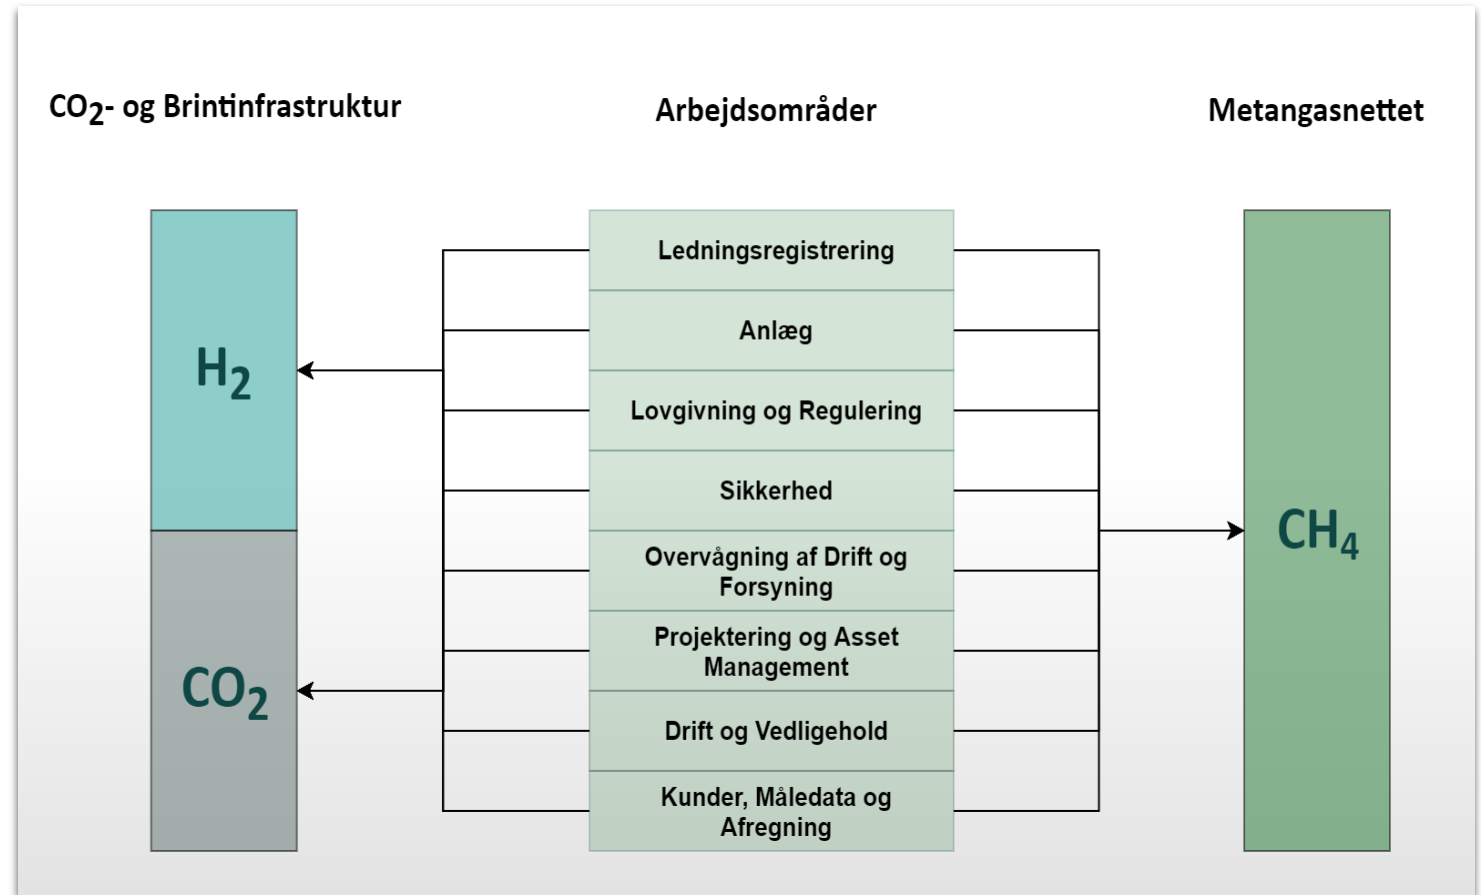 CO2- og Brintinfrastruktur
Arbejdsområder
Metangasnettet
H2
CO2
Ledningsregistrering
Anlæg
Lovgivning og Regulering
Sikkerhed
Overvågning af Drift og
Forsyning
Projektering og Asset
Management
Drift og Vedligehold
Kunder, Måledata og
Afregning
CH4